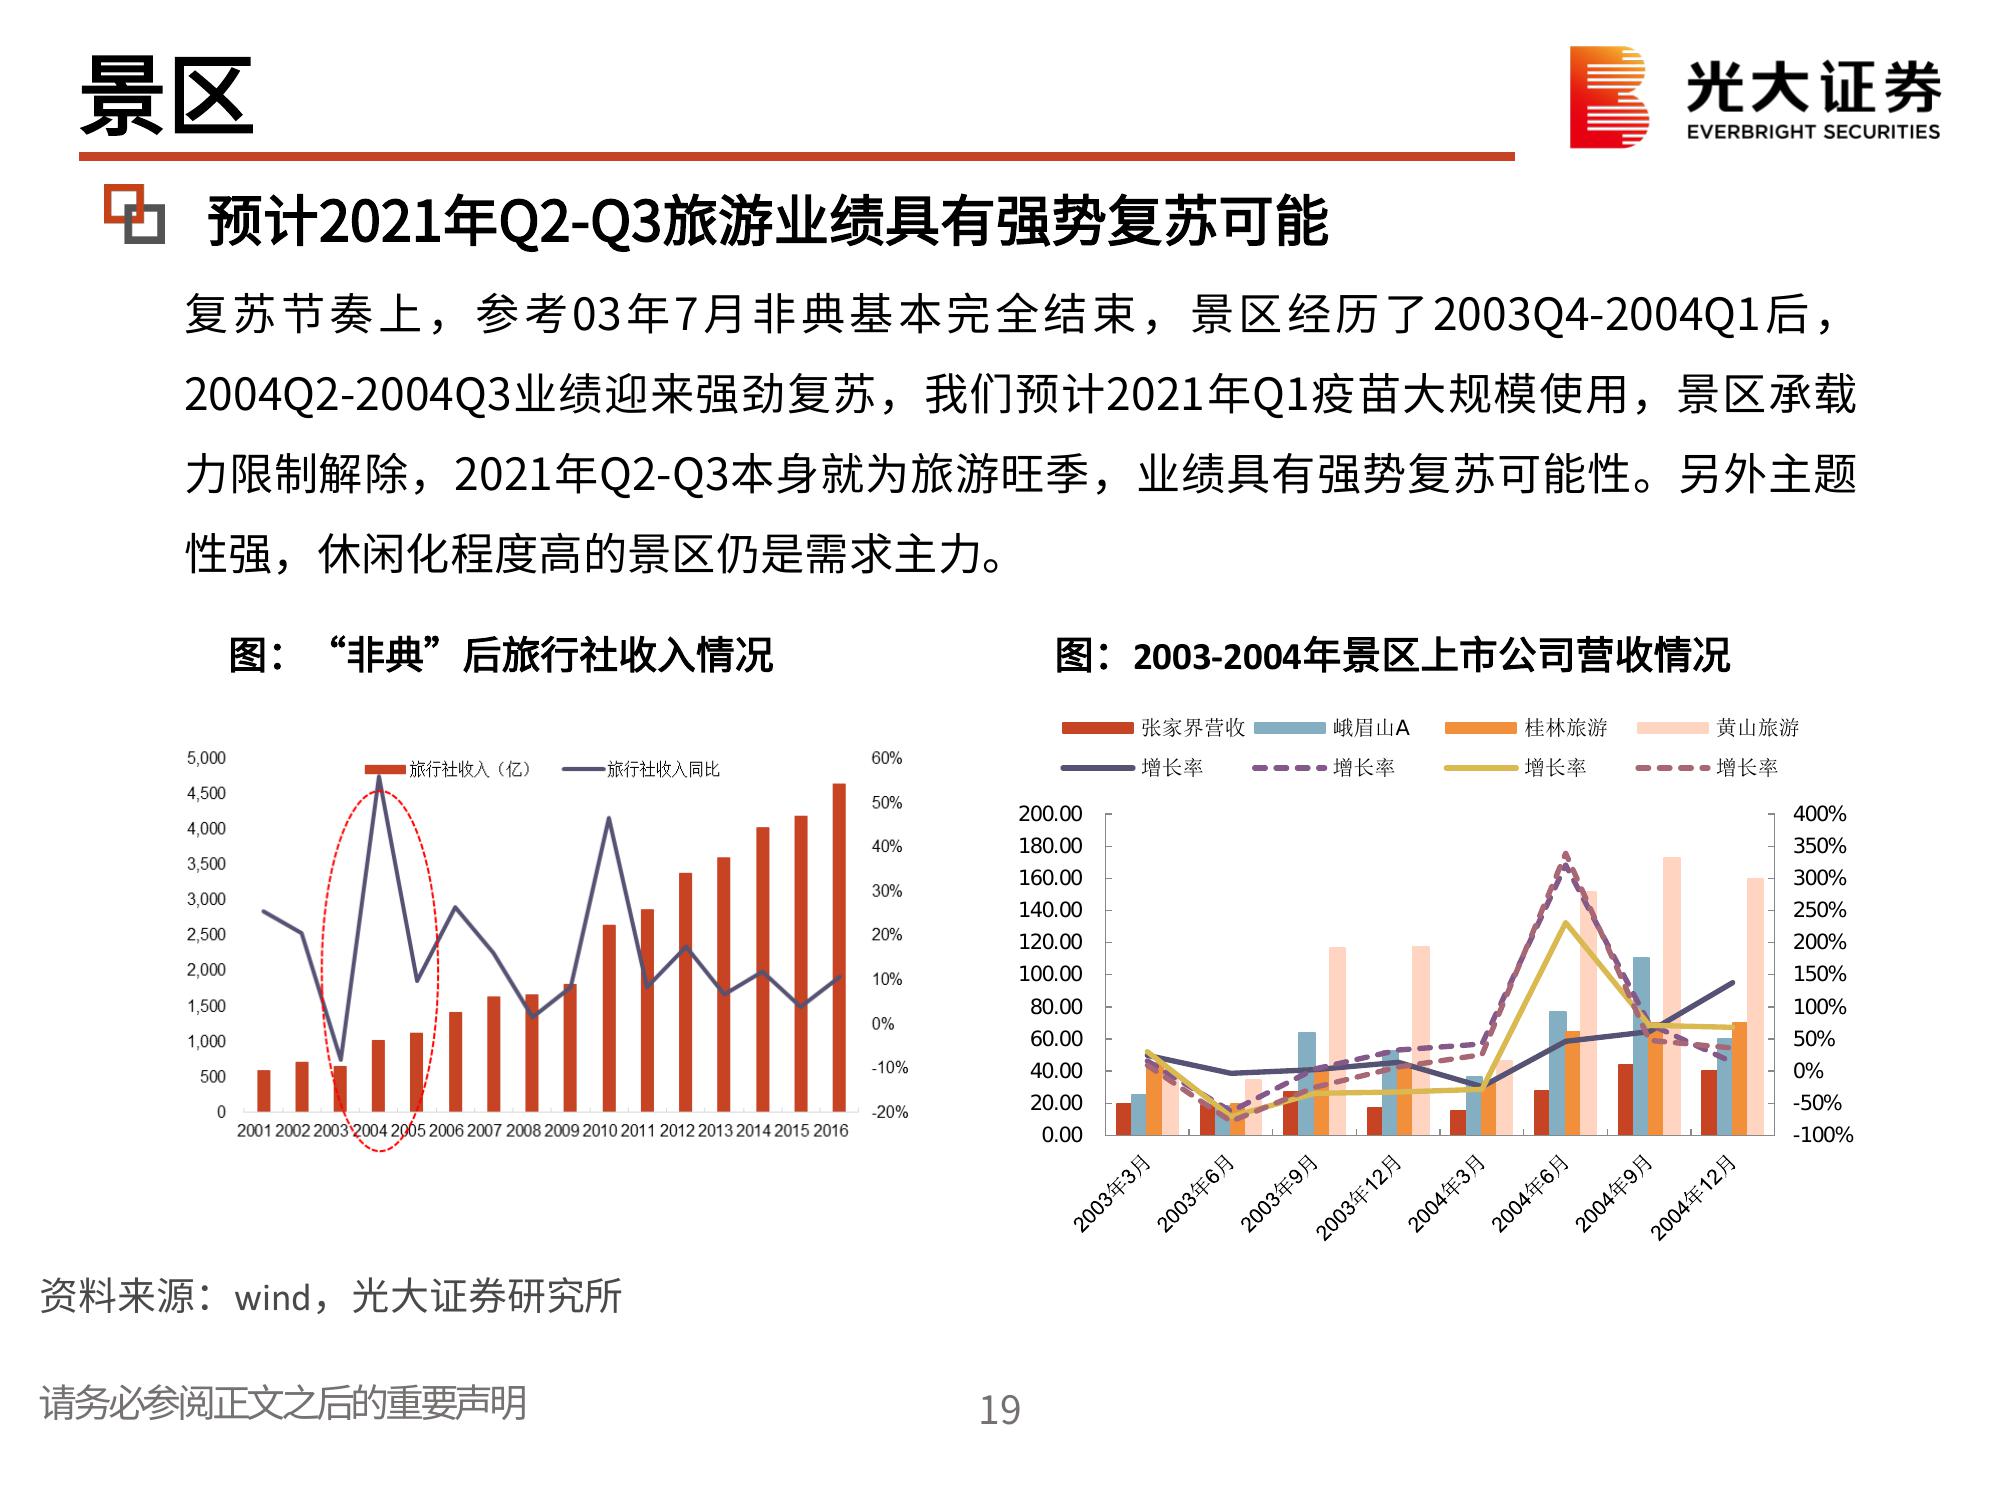 景区
光大证券
EVERBRIGHT SECURITIES
预计2021年Q2-Q3旅游业绩具有强势复苏可能
复苏节奏上，参考03年7月非典基本完全结束，景区经历了2003Q4-2004Q1后，
2004Q2-2004Q3业绩迎来强劲复苏，我们预计2021年Q1疫苗大规模使用，景区承载
力限制解除，2021年Q2-Q3本身就为旅游旺季，业绩具有强势复苏可能性。另外主题
性强，休闲化程度高的景区仍是需求主力。
图：“非典”后旅行社收入情况
旅行社收入（亿） 旅行社收入同比
5,000
4,500
4,000
3,500
3,000
2,500
2,000
1,500
1,000
500
0
60%
50%
40%
30%
20%
10%
0%
-10%
-20%
2001 2002 2003 2004 2005 2006 2007 2008 2009 2010 2011 2012 2013 2014 2015 2016
图：2003-2004年景区上市公司营收情况
张家界营收 峨眉山A 桂林旅游 黄山旅游
增长率 增长率 增长率 增长率
200.00
180.00
160.00
140.00
120.00
100.00
80.00
60.00
40.00
20.00
0.00
400%
350%
300%
250%
200%
150%
100%
50%
0%
-50%
-100%
2003年3月
2003年6月
2003年9月
2003年12月
2004年3月
2004年6月
2004年9月
2004年12月
资料来源：wind，光大证券研究所
请务必参阅正文之后的重要声明
19